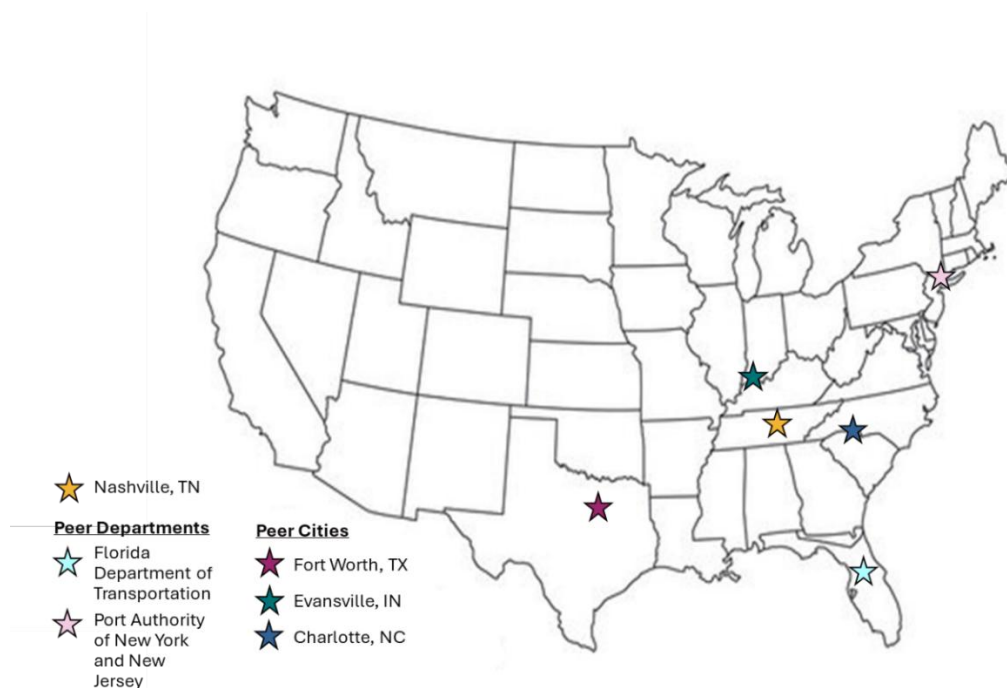 Nashville, TN
Peer Departments
Florida
Department of
Transportation
Port Authority
of New York
and New
Jersey
Peer Cities
Fort Worth, TX
Evansville, IN
Charlotte, NC